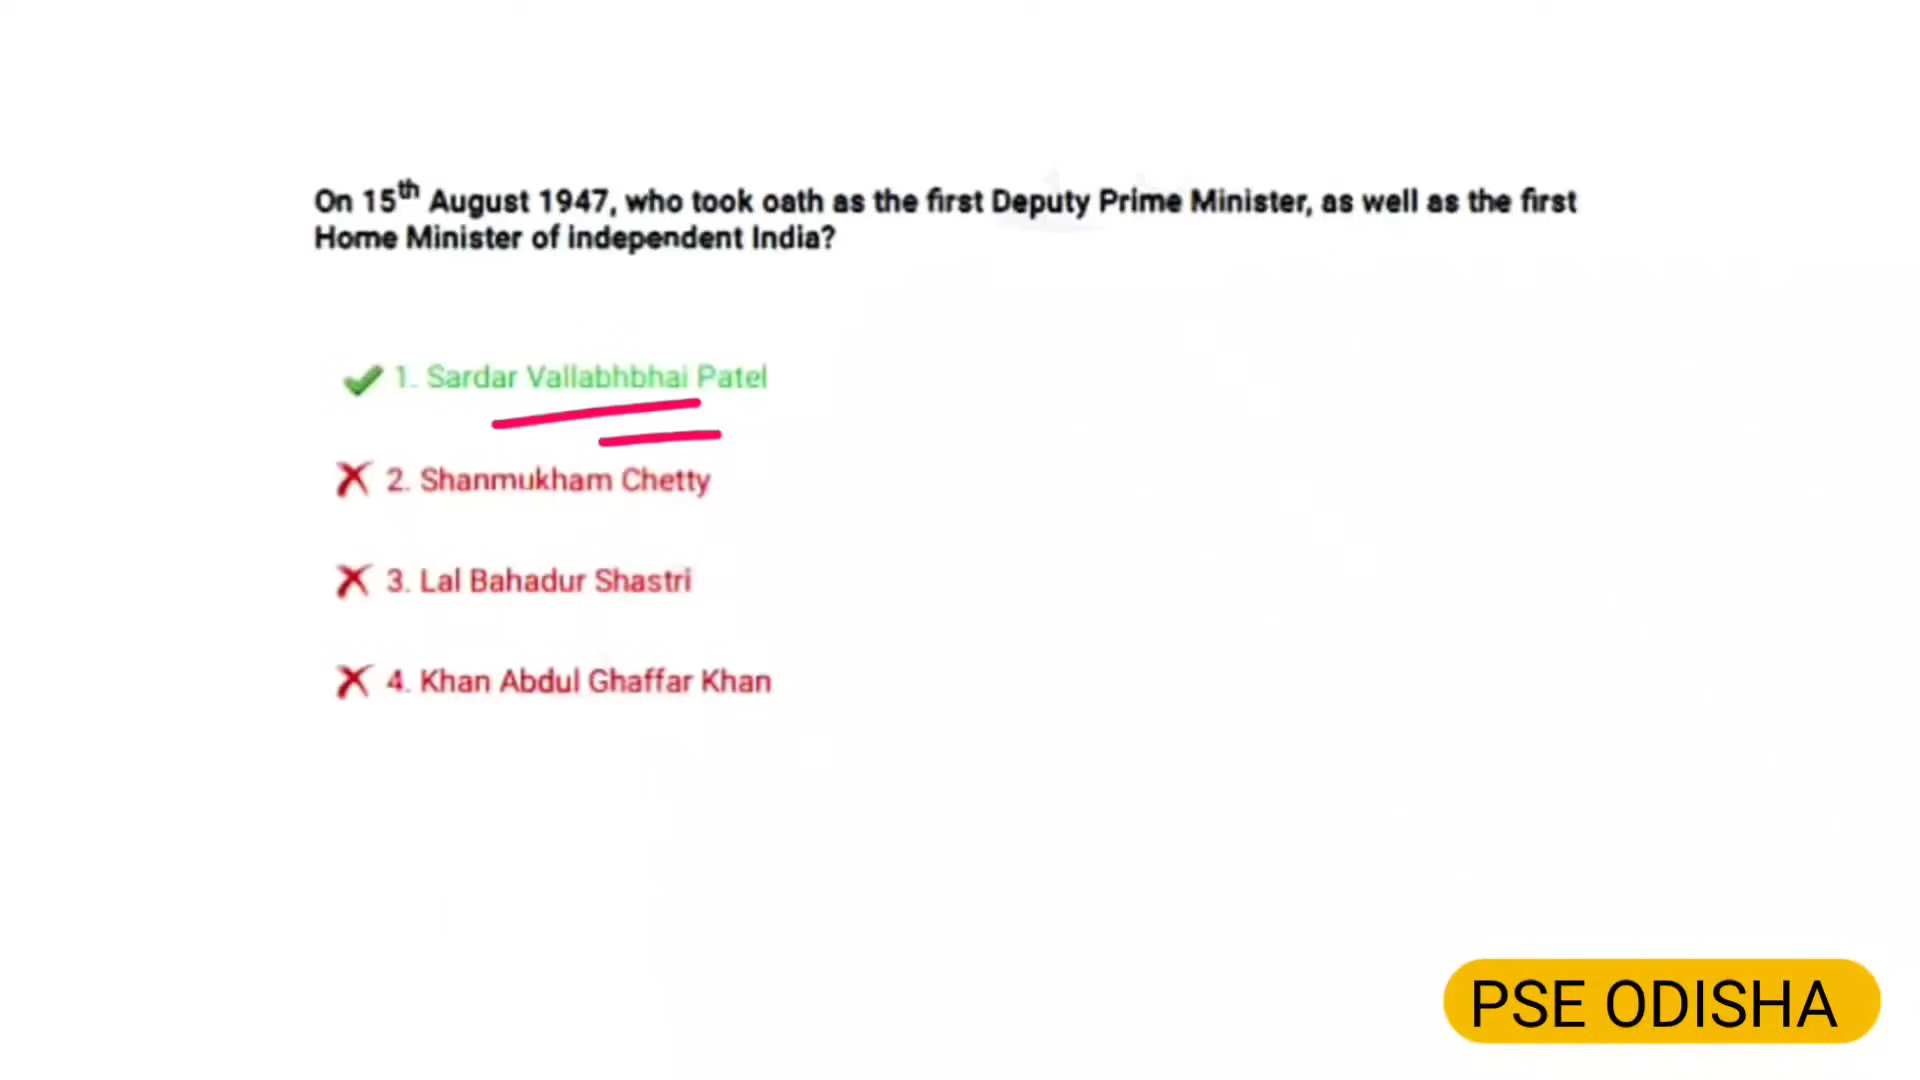 On 15th August 1947, who took oath as the first Deputy Prime Minister, as well as the first
Home Minister of independent India?
1. Sardar Vallabhbhai Patel
2. Shanmukham Chetty
3. Lal Bahadur Shastri
4. Khan Abdul Ghaffar Khan
PSE ODISHA